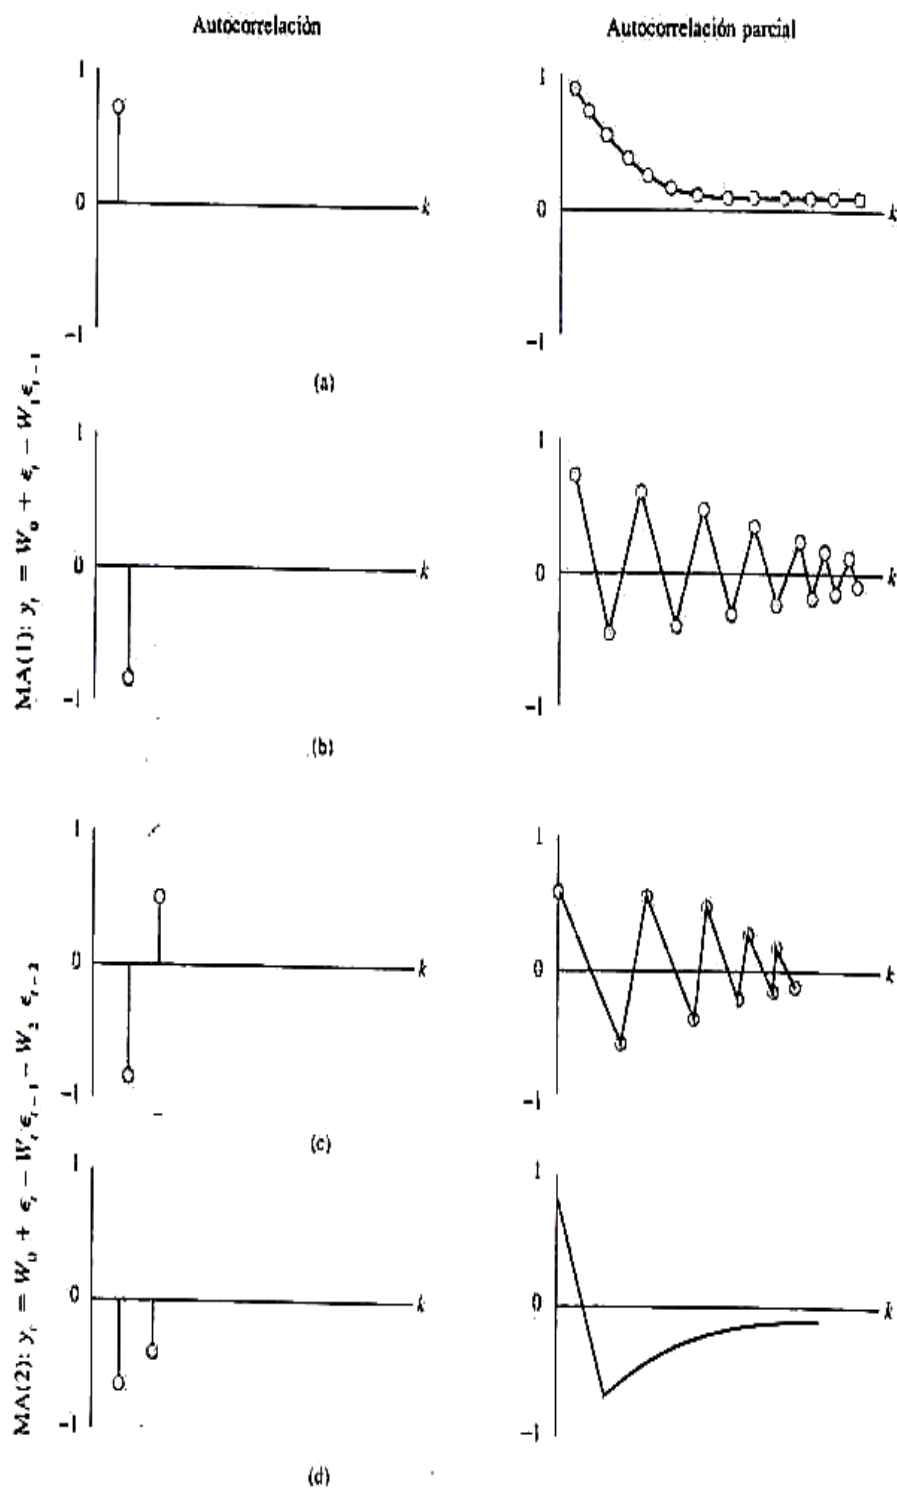 Autocorrelación
Autocorrelación parcial
1
0
-1
k
1
0
-1
k
(a)
MA(1): y_t = W_0 + ε_t - W_1 ε_{t-1}
1
0
-1
k
1
0
-1
k
(b)
1
0
-1
k
1
0
-1
k
(c)
MA(2): y_t = W_0 + ε_t - W_t ε_{t-1} - W_2 ε_{t-2}
1
0
-1
k
1
0
-1
k
(d)